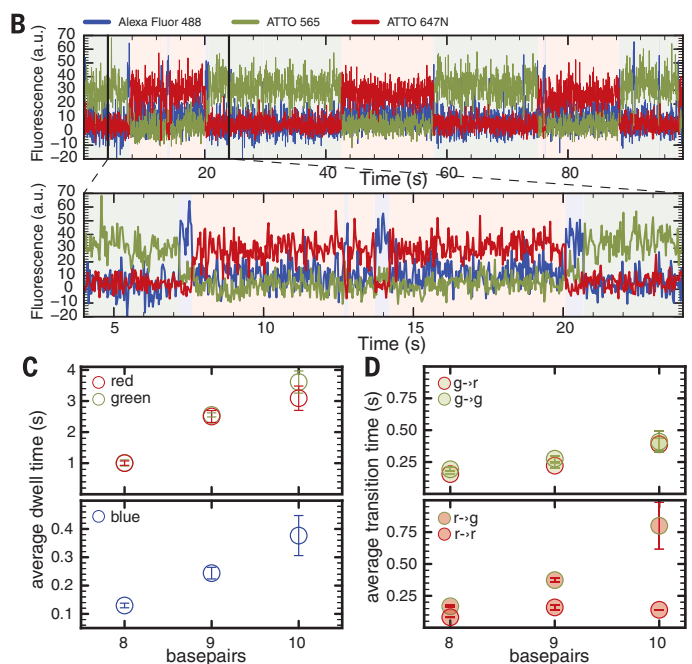 B
Alexa Fluor 488 ATTO 565 ATTO 647N
Fluorescence (a.u.)
70
60
50
40
30
20
10
0
−10
−20
20 40 60 80
Time (s)
Fluorescence (a.u.)
70
60
50
40
30
20
10
0
−10
−20
5 10 15 20
Time (s)
C
average dwell time (s)
red
green
4
3
2
1
blue
0.4
0.3
0.2
0.1
8 9 10
basepairs
D
average transition time (s)
g→r
g→g
0.75
0.50
0.25
r→g
r→r
0.75
0.50
0.25
8 9 10
basepairs